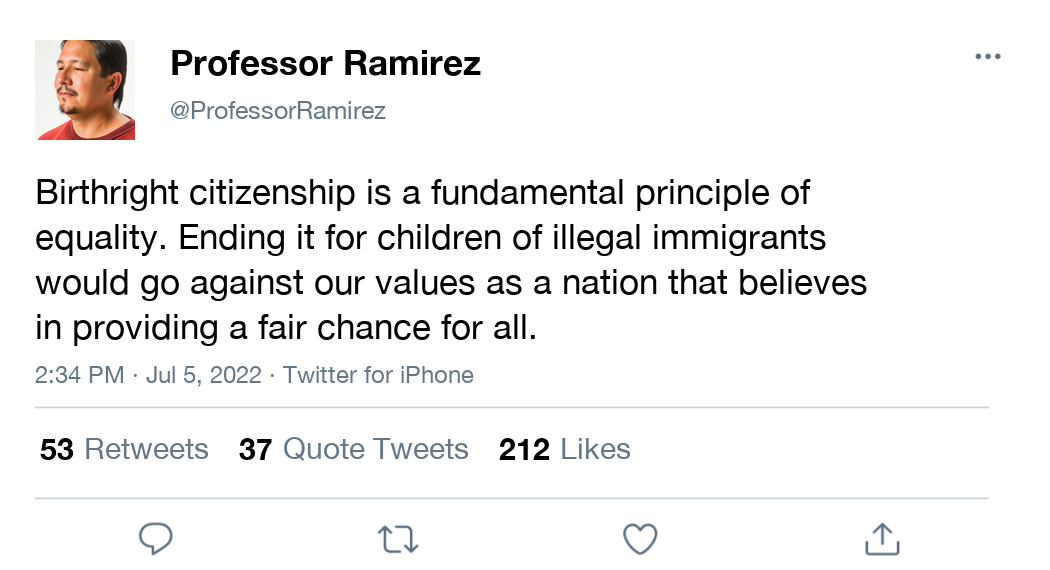 Professor Ramirez
@ProfessorRamirez
Birthright citizenship is a fundamental principle of
equality. Ending it for children of illegal immigrants
would go against our values as a nation that believes
in providing a fair chance for all.
2:34 PM · Jul 5, 2022 · Twitter for iPhone
53 Retweets 37 Quote Tweets 212 Likes